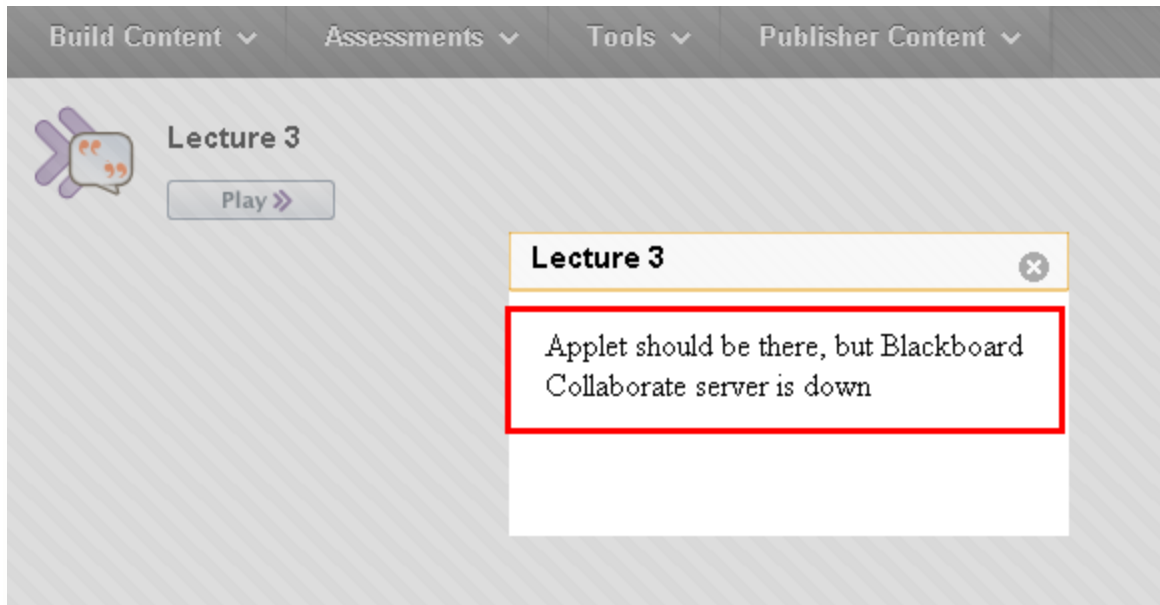 Build Content Assessments Tools Publisher Content
Lecture 3
Play
Lecture 3
Applet should be there, but Blackboard
Collaborate server is down